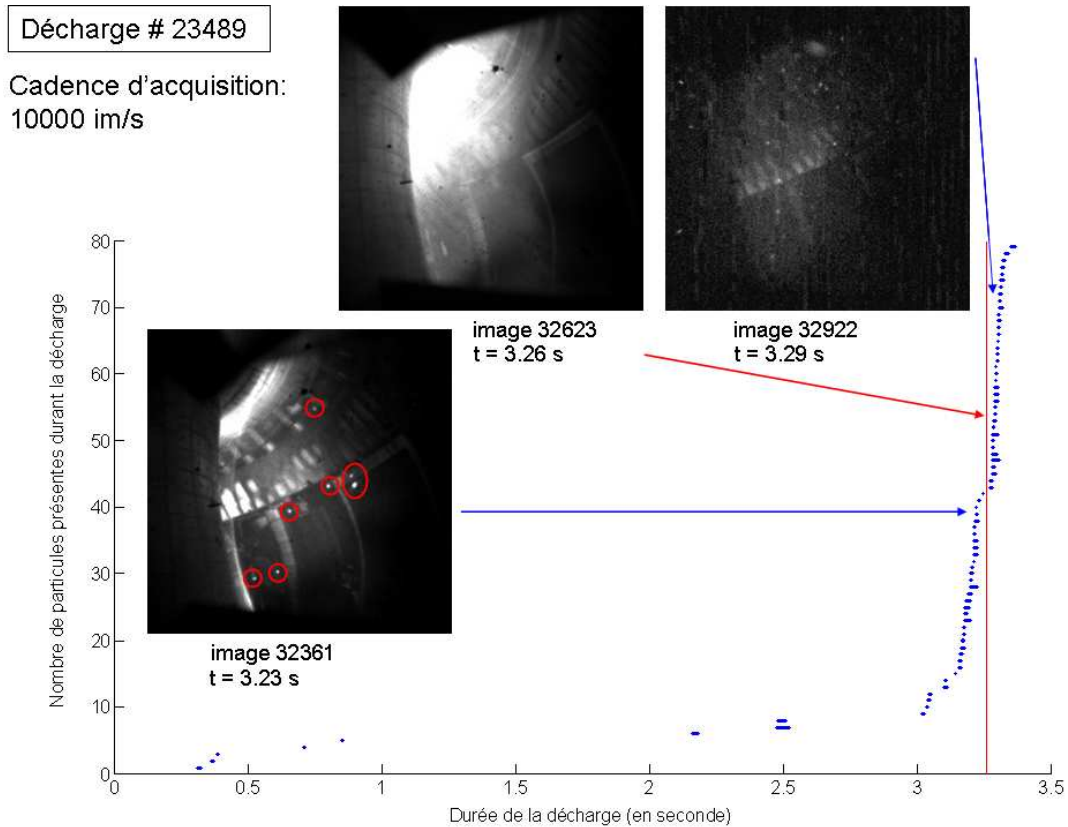 Décharge # 23489
Cadence d'acquisition:
10000 im/s
image 32623
t = 3.26 s
image 32922
t = 3.29 s
image 32361
t = 3.23 s
Nombre de particules présentes durant la décharge
80
70
60
50
40
30
20
10
0
0
0.5
1
1.5
2
2.5
3
3.5
Durée de la décharge (en seconde)